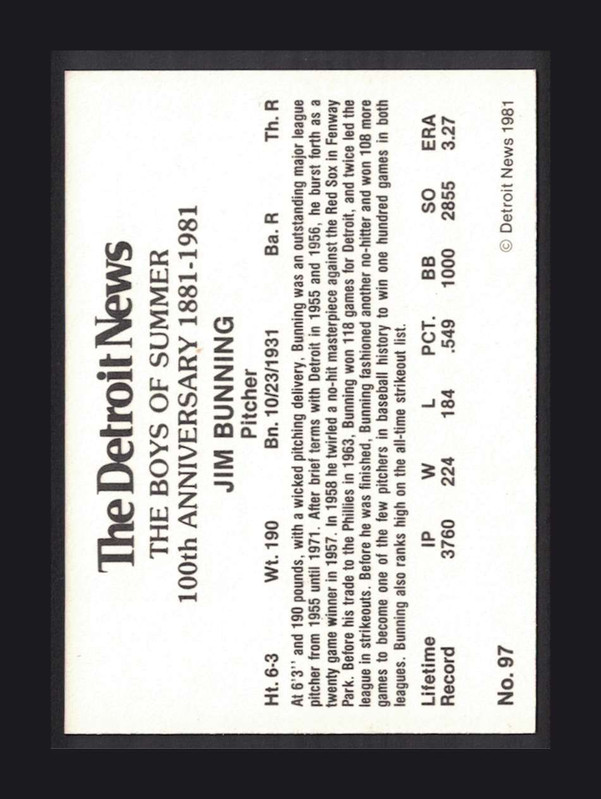 The Detroit News
THE BOYS OF SUMMER
100th ANNIVERSARY 1881-1981
JIM BUNNING
Pitcher
Ht. 6-3 Wt. 190 Bn. 10/23/1931 Ba. R Th. R
At 6'3'' and 190 pounds, with a wicked pitching delivery, Bunning was an outstanding major league
pitcher from 1955 until 1971. After brief terms with Detroit in 1955 and 1956, he burst forth as a
twenty game winner in 1957. In 1958 he twirled a no-hit masterpiece against the Red Sox in Fenway
Park. Before his trade to the Phillies in 1963, Bunning won 118 games for Detroit, and twice led the
league in strikeouts. Before he was finished, Bunning fashioned another no-hitter and won 108 more
games to become one of the few pitchers in baseball history to win one hundred games in both
leagues. Bunning also ranks high on the all-time strikeout list.
Lifetime IP W L PCT. BB SO ERA
Record 3760 224 184 .549 1000 2855 3.27
No. 97 © Detroit News 1981